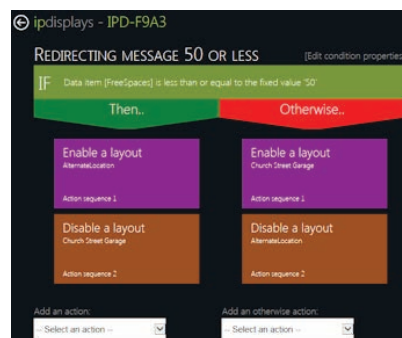 ipdisplays - IPD-F9A3
REDIRECTING MESSAGE 50 OR LESS
[Edit condition properties
IF Data item [FreeSpaces] is less than or equal to the fixed value '50'
Then..
Otherwise..
Enable a layout
AlternateLocation
Action sequence 1
Enable a layout
Church Street Garage
Action sequence 1
Disable a layout
Church Street Garage
Action sequence 2
Disable a layout
AlternateLocation
Action sequence 2
Add an action:
Add an otherwise action:
-- Select an action --
-- Select an action --